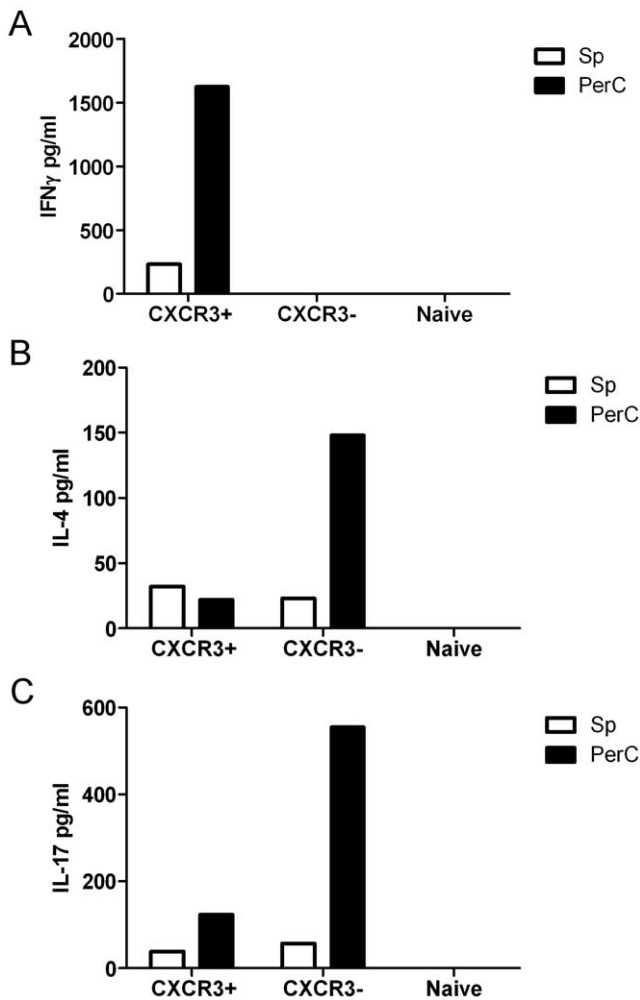 A
IFNγ pg/ml
2000
1500
1000
500
0
CXCR3+ CXCR3- Naive
Sp
PerC
B
IL-4 pg/ml
200
150
100
50
0
CXCR3+ CXCR3- Naive
Sp
PerC
C
IL-17 pg/ml
600
400
200
0
CXCR3+ CXCR3- Naive
Sp
PerC